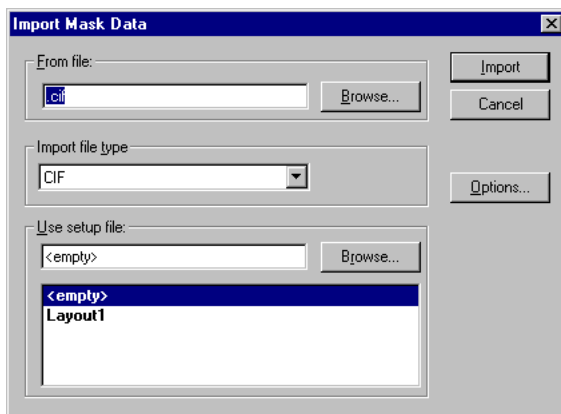 Import Mask Data
From file:
.cif
Browse...
Import
Cancel
Import file type
CIF
Options...
Use setup file:
<empty>
Browse...
<empty>
Layout1